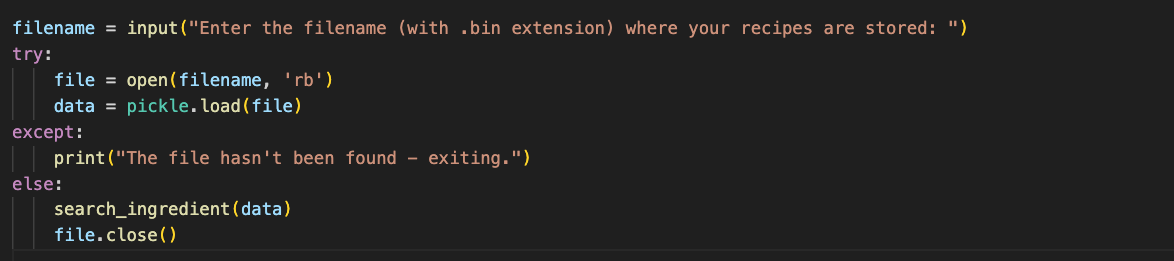 filename = input("Enter the filename (with .bin extension) where your recipes are stored: ")
try:
    file = open(filename, 'rb')
    data = pickle.load(file)
except:
    print("The file hasn't been found – exiting.")
else:
    search_ingredient(data)
    file.close()